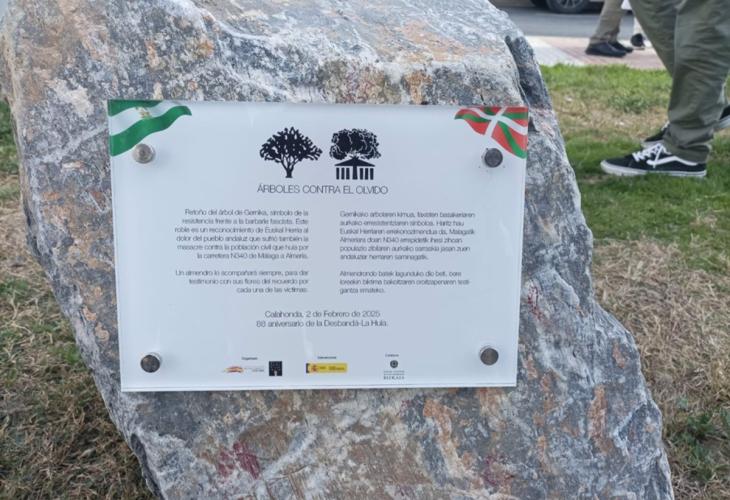 ÁRBOLES CONTRA EL OLVIDO
Retoño del árbol de Gernika, símbolo de la
resistencia frente a la barbarie fascista. Este
roble es un reconocimiento de Euskal Herria al
dolor del pueblo andaluz que sufrió también la
masacre contra la población civil que huía por
la carretera N340 de Málaga a Almería.
Un almendro lo acompañará siempre, para dar
testimonio con sus flores del recuerdo por
cada una de las víctimas.
Gernikako arbolaren kimua, faxisten basakeriaren
aurkako erresistentziaren sinboloa. Haritz hau
Euskal Herriaren errekonozimendua da, Malagatik
Almeriara doan N340 errepidetik ihesi zihoan
populazio zibilaren aurkako sarraskia jasan zuen
andaluziar herriaren saminagatik.
Almendrondo batek lagunduko dio beti, bere
loreekin biktima bakoitzaren oroitzapenaren testi-
gantza emateko.
Calahonda, 2 de Febrero de 2025
88 aniversario de la Desbandá-La Huía.
BIZKAIA